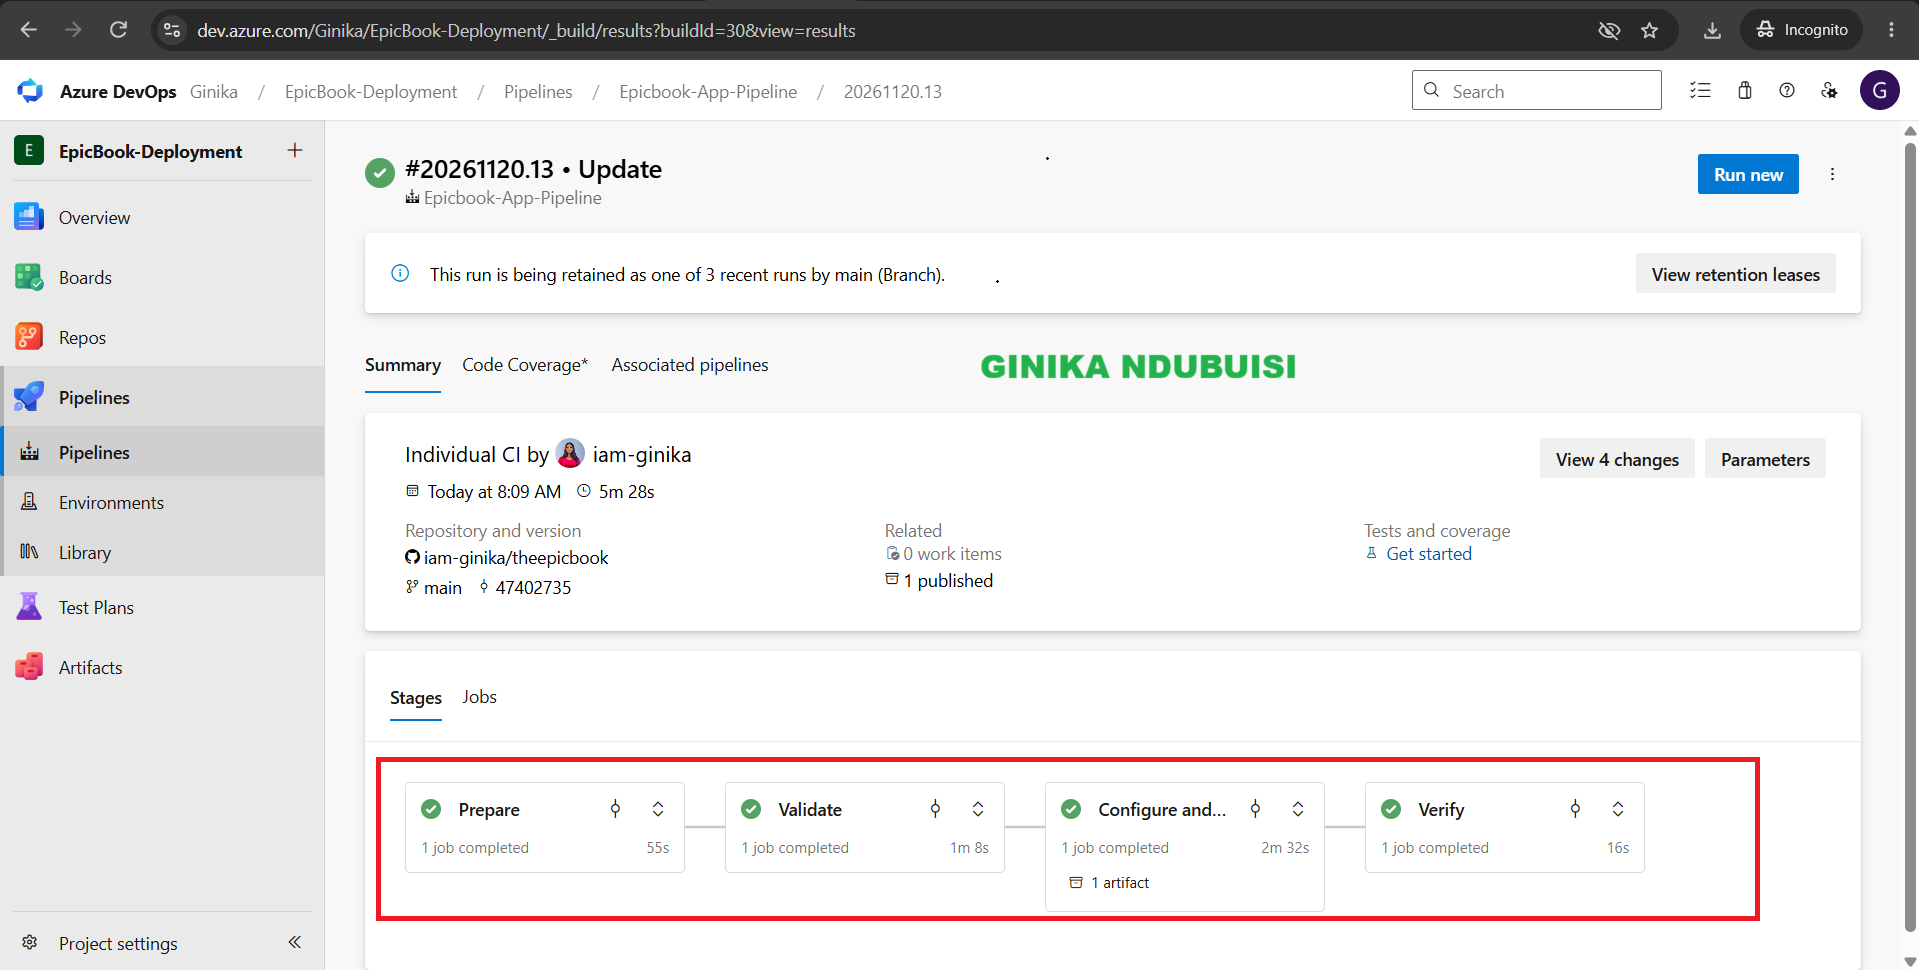 dev.azure.com/Ginika/EpicBook-Deployment/_build/results?buildId=30&view=results
Incognito
Azure DevOps Ginika / EpicBook-Deployment / Pipelines / Epicbook-App-Pipeline / 20261120.13
Search
G
E EpicBook-Deployment
Overview
Boards
Repos
Pipelines
Pipelines
Environments
Library
Test Plans
Artifacts
Project settings
#20261120.13 • Update
Epicbook-App-Pipeline
Run new
This run is being retained as one of 3 recent runs by main (Branch).
View retention leases
Summary Code Coverage* Associated pipelines
GINIKA NDUBUISI
Individual CI by iam-ginika
View 4 changes Parameters
Today at 8:09 AM 5m 28s
Repository and version
iam-ginika/theepicbook
main 47402735
Related
0 work items
1 published
Tests and coverage
Get started
Stages Jobs
Prepare
1 job completed 55s
Validate
1 job completed 1m 8s
Configure and...
1 job completed 2m 32s
1 artifact
Verify
1 job completed 16s